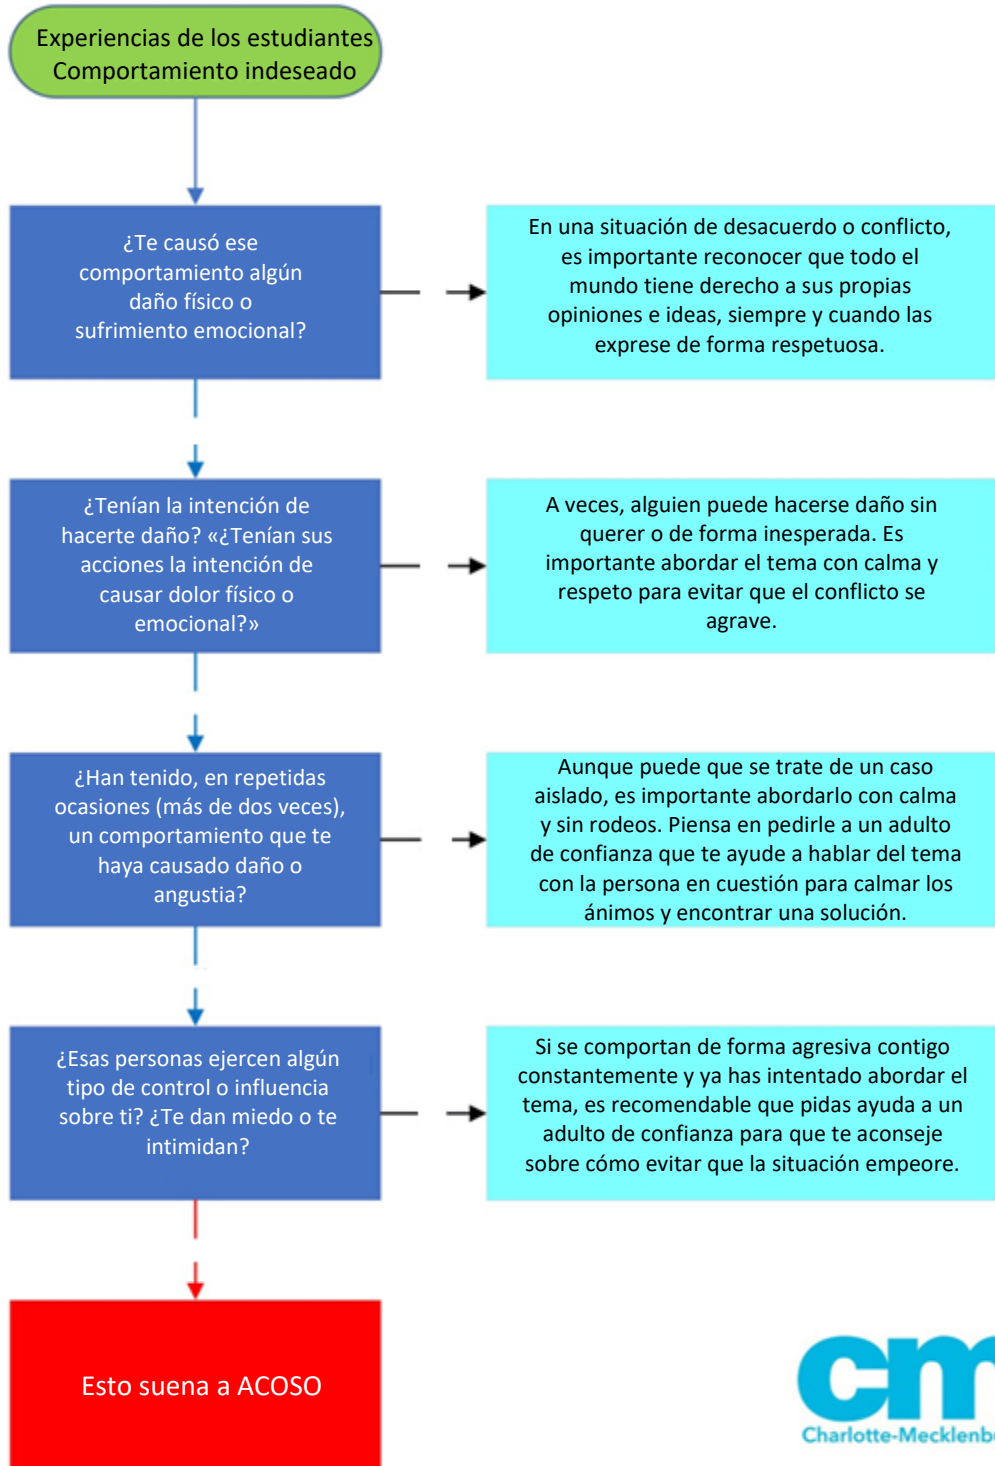 Experiencias de los estudiantes
Comportamiento indeseado
¿Te causó ese
comportamiento algún
daño físico o
sufrimiento emocional?
En una situación de desacuerdo o conflicto,
es importante reconocer que todo el
mundo tiene derecho a sus propias
opiniones e ideas, siempre y cuando las
exprese de forma respetuosa.
¿Tenían la intención de
hacerte daño? «¿Tenían sus
acciones la intención de
causar dolor físico o
emocional?»
A veces, alguien puede hacerse daño sin
querer o de forma inesperada. Es
importante abordar el tema con calma y
respeto para evitar que el conflicto se
agrave.
¿Han tenido, en repetidas
ocasiones (más de dos veces),
un comportamiento que te
haya causado daño o
angustia?
Aunque puede que se trate de un caso
aislado, es importante abordarlo con calma
y sin rodeos. Piensa en pedirle a un adulto
de confianza que te ayude a hablar del tema
con la persona en cuestión para calmar los
ánimos y encontrar una solución.
¿Esas personas ejercen algún
tipo de control o influencia
sobre ti? ¿Te dan miedo o te
intimidan?
Si se comportan de forma agresiva contigo
constantemente y ya has intentado abordar el
tema, es recomendable que pidas ayuda a un
adulto de confianza para que te aconseje
sobre cómo evitar que la situación empeore.
Esto suena a ACOSO
cm
Charlotte-Mecklenbu